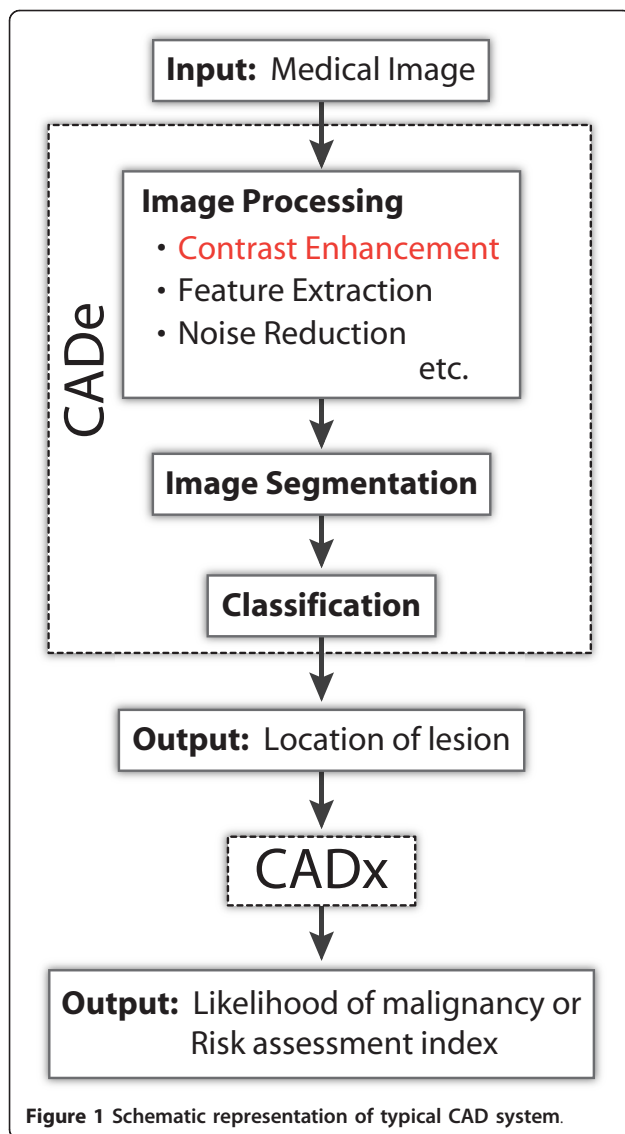 Input: Medical Image
CADe
Image Processing
• Contrast Enhancement
• Feature Extraction
• Noise Reduction
etc.
Image Segmentation
Classification
Output: Location of lesion
CADx
Output: Likelihood of malignancy or
Risk assessment index
Figure 1 Schematic representation of typical CAD system.